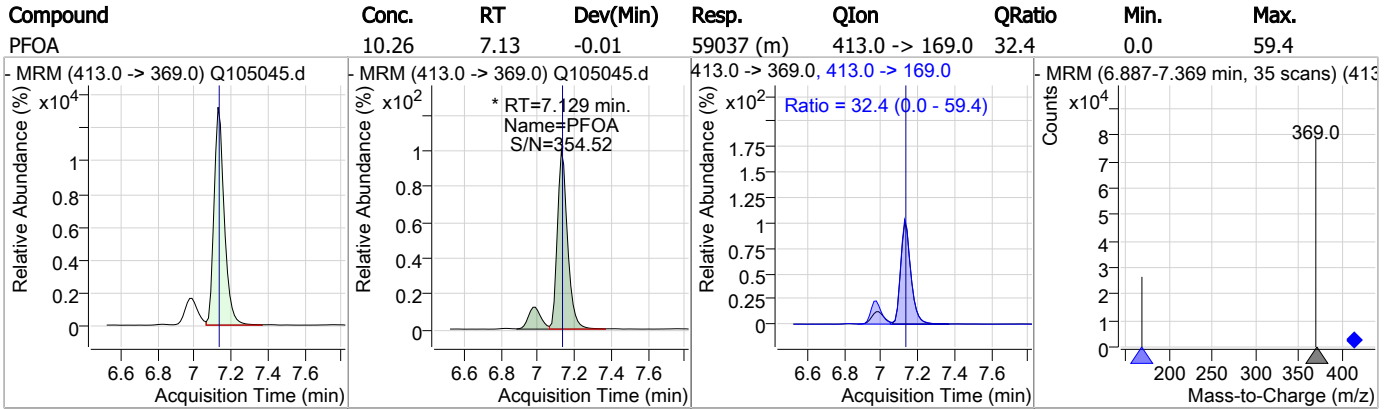 Compound Conc. RT Dev(Min) Resp. QIon QRatio Min. Max.
PFOA 10.26 7.13 -0.01 59037 (m) 413.0 -> 169.0 32.4 0.0 59.4
- MRM (413.0 -> 369.0) Q105045.d
x10⁴
Relative Abundance (%)
1
0.8
0.6
0.4
0.2
0
6.6 6.8 7 7.2 7.4 7.6
Acquisition Time (min)
- MRM (413.0 -> 369.0) Q105045.d
x10²
* RT=7.129 min.
Name=PFOA
S/N=354.52
Relative Abundance (%)
1
0.8
0.6
0.4
0.2
0
6.6 6.8 7 7.2 7.4 7.6
Acquisition Time (min)
413.0 -> 369.0, 413.0 -> 169.0
x10²
Ratio = 32.4 (0.0 - 59.4)
Relative Abundance (%)
1.75
1.5
1.25
1
0.75
0.5
0.25
0
6.6 6.8 7 7.2 7.4 7.6
Acquisition Time (min)
- MRM (6.887-7.369 min, 35 scans) (413
x10⁴
Counts
369.0
8
7
6
5
4
3
2
1
0
200 250 300 350 400
Mass-to-Charge (m/z)